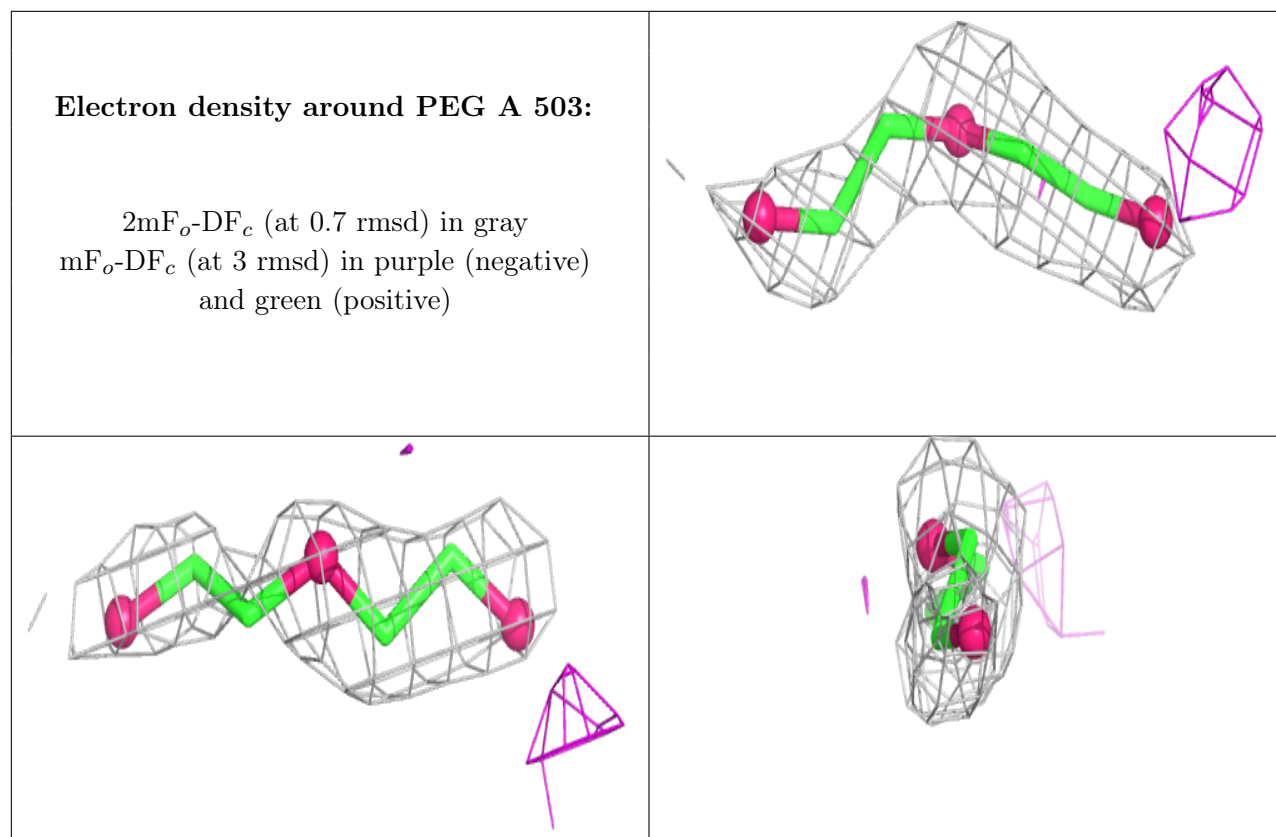 Electron density around PEG A 503:
2mFo-DFc (at 0.7 rmsd) in gray
mFo-DFc (at 3 rmsd) in purple (negative)
and green (positive)